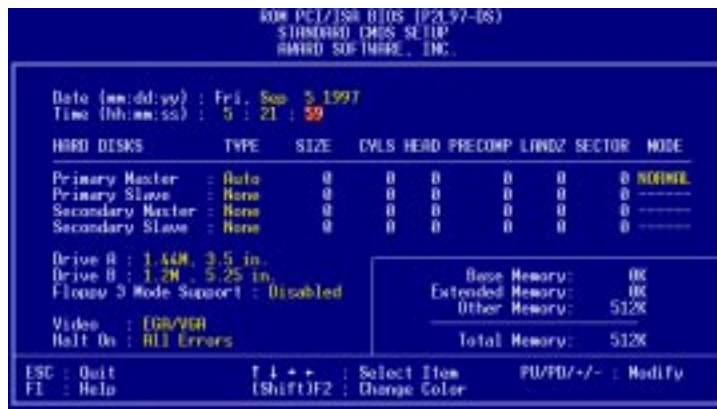 ROM PCI/ISA BIOS (P2L97-DS)
STANDARD CMOS SETUP
AWARD SOFTWARE, INC.
Date (mm:dd:yy) : Fri, Sep 5 1997
Time (hh:mm:ss) : 5 : 21 : 59
HARD DISKS TYPE SIZE CYLS HEAD PRECOMP LANDZ SECTOR MODE
Primary Master : Auto 0 0 0 0 0 0 NORMAL
Primary Slave : None 0 0 0 0 0 0 ------
Secondary Master : None 0 0 0 0 0 0 ------
Secondary Slave : None 0 0 0 0 0 0 ------
Drive A : 1.44M, 3.5 in.
Drive B : 1.2M , 5.25 in.
Floppy 3 Mode Support : Disabled
Video : EGA/VGA
Halt On : All Errors
Base Memory: 0K
Extended Memory: 0K
Other Memory: 512K
Total Memory: 512K
ESC : Quit ↑ ↓ → ← : Select Item PU/PD/+/- : Modify
F1 : Help (Shift)F2 : Change Color